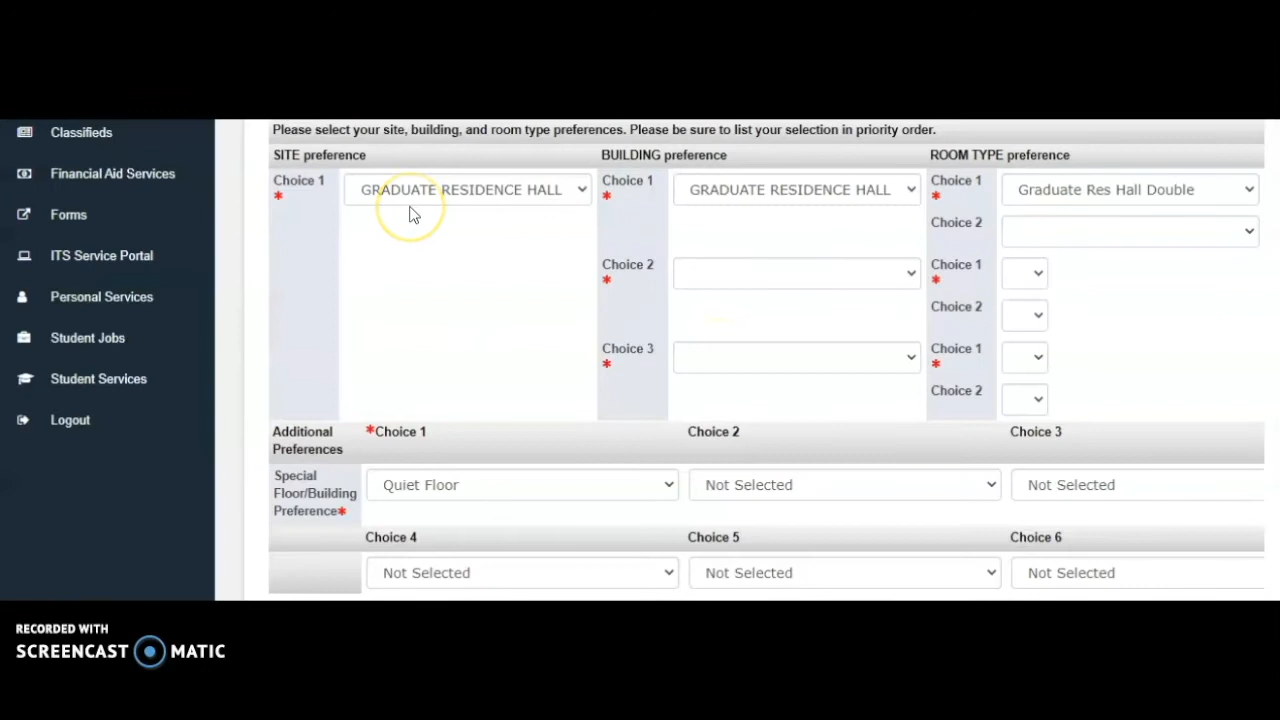 Classifieds
Financial Aid Services
Forms
ITS Service Portal
Personal Services
Student Jobs
Student Services
Logout
Please select your site, building, and room type preferences. Please be sure to list your selection in priority order.
SITE preference BUILDING preference ROOM TYPE preference
Choice 1 * GRADUATE RESIDENCE HALL Choice 1 * GRADUATE RESIDENCE HALL Choice 1 * Graduate Res Hall Double
Choice 2
Choice 2 * Choice 1 *
Choice 2
Choice 3 * Choice 1 *
Choice 2
Additional Preferences *Choice 1 Choice 2 Choice 3
Special Floor/Building Preference* Quiet Floor Not Selected Not Selected
Choice 4 Choice 5 Choice 6
Not Selected Not Selected Not Selected
RECORDED WITH
SCREENCAST MATIC